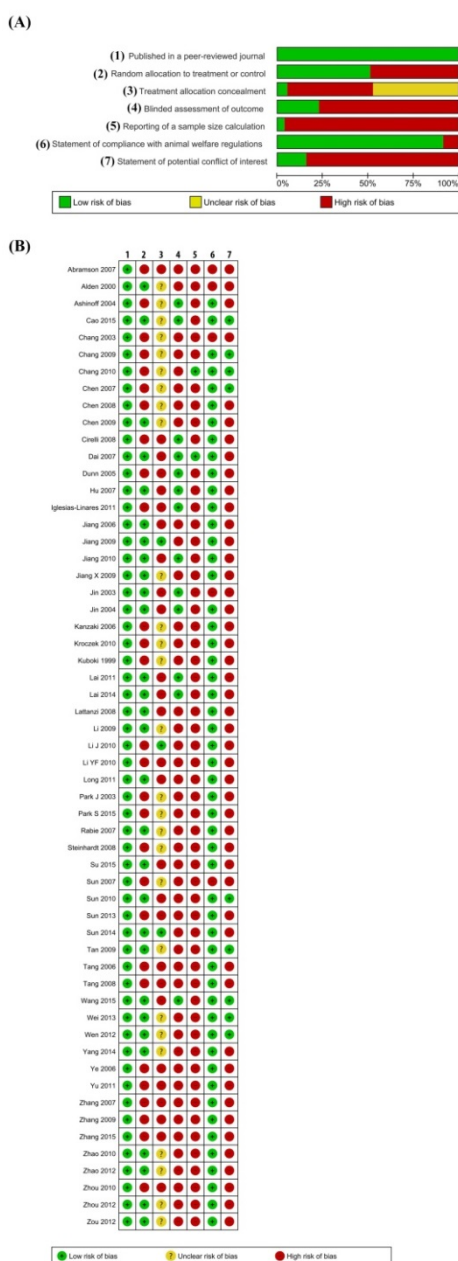 (A)
(1) Published in a peer-reviewed journal
(2) Random allocation to treatment or control
(3) Treatment allocation concealment
(4) Blinded assessment of outcome
(5) Reporting of a sample size calculation
(6) Statement of compliance with animal welfare regulations
(7) Statement of potential conflict of interest
0% 25% 50% 75% 100%
Low risk of bias Unclear risk of bias High risk of bias
(B)
1 2 3 4 5 6 7
Abramson 2007
Alden 2000 ?
Ashinoff 2004 ?
Cao 2015 ?
Chang 2003 ?
Chang 2009 ?
Chang 2010 ?
Chen 2007 ?
Chen 2008 ?
Chen 2009 ?
Cirelli 2008
Dai 2007
Dunn 2005
Hu 2007
Iglesias-Linares 2011
Jiang 2006
Jiang 2009
Jiang 2010
Jiang X 2009 ?
Jin 2003
Jin 2004
Kanzaki 2006 ?
Kroczek 2010 ?
Kuboki 1999 ?
Lai 2011
Lai 2014
Lattanzi 2008
Li 2009 ?
Li J 2010
Li YF 2010
Long 2011
Park J 2003 ?
Park S 2015 ?
Rabie 2007 ?
Steinhardt 2008 ?
Su 2015
Sun 2007 ?
Sun 2010
Sun 2013
Sun 2014
Tan 2009 ?
Tang 2006
Tang 2008
Wang 2015
Wei 2013 ?
Wen 2012 ?
Yang 2014 ?
Ye 2006
Yu 2011
Zhang 2007
Zhang 2009
Zhang 2015
Zhao 2010 ?
Zhao 2012 ?
Zhou 2010
Zhou 2012 ?
Zou 2012 ?
Low risk of bias ? Unclear risk of bias High risk of bias